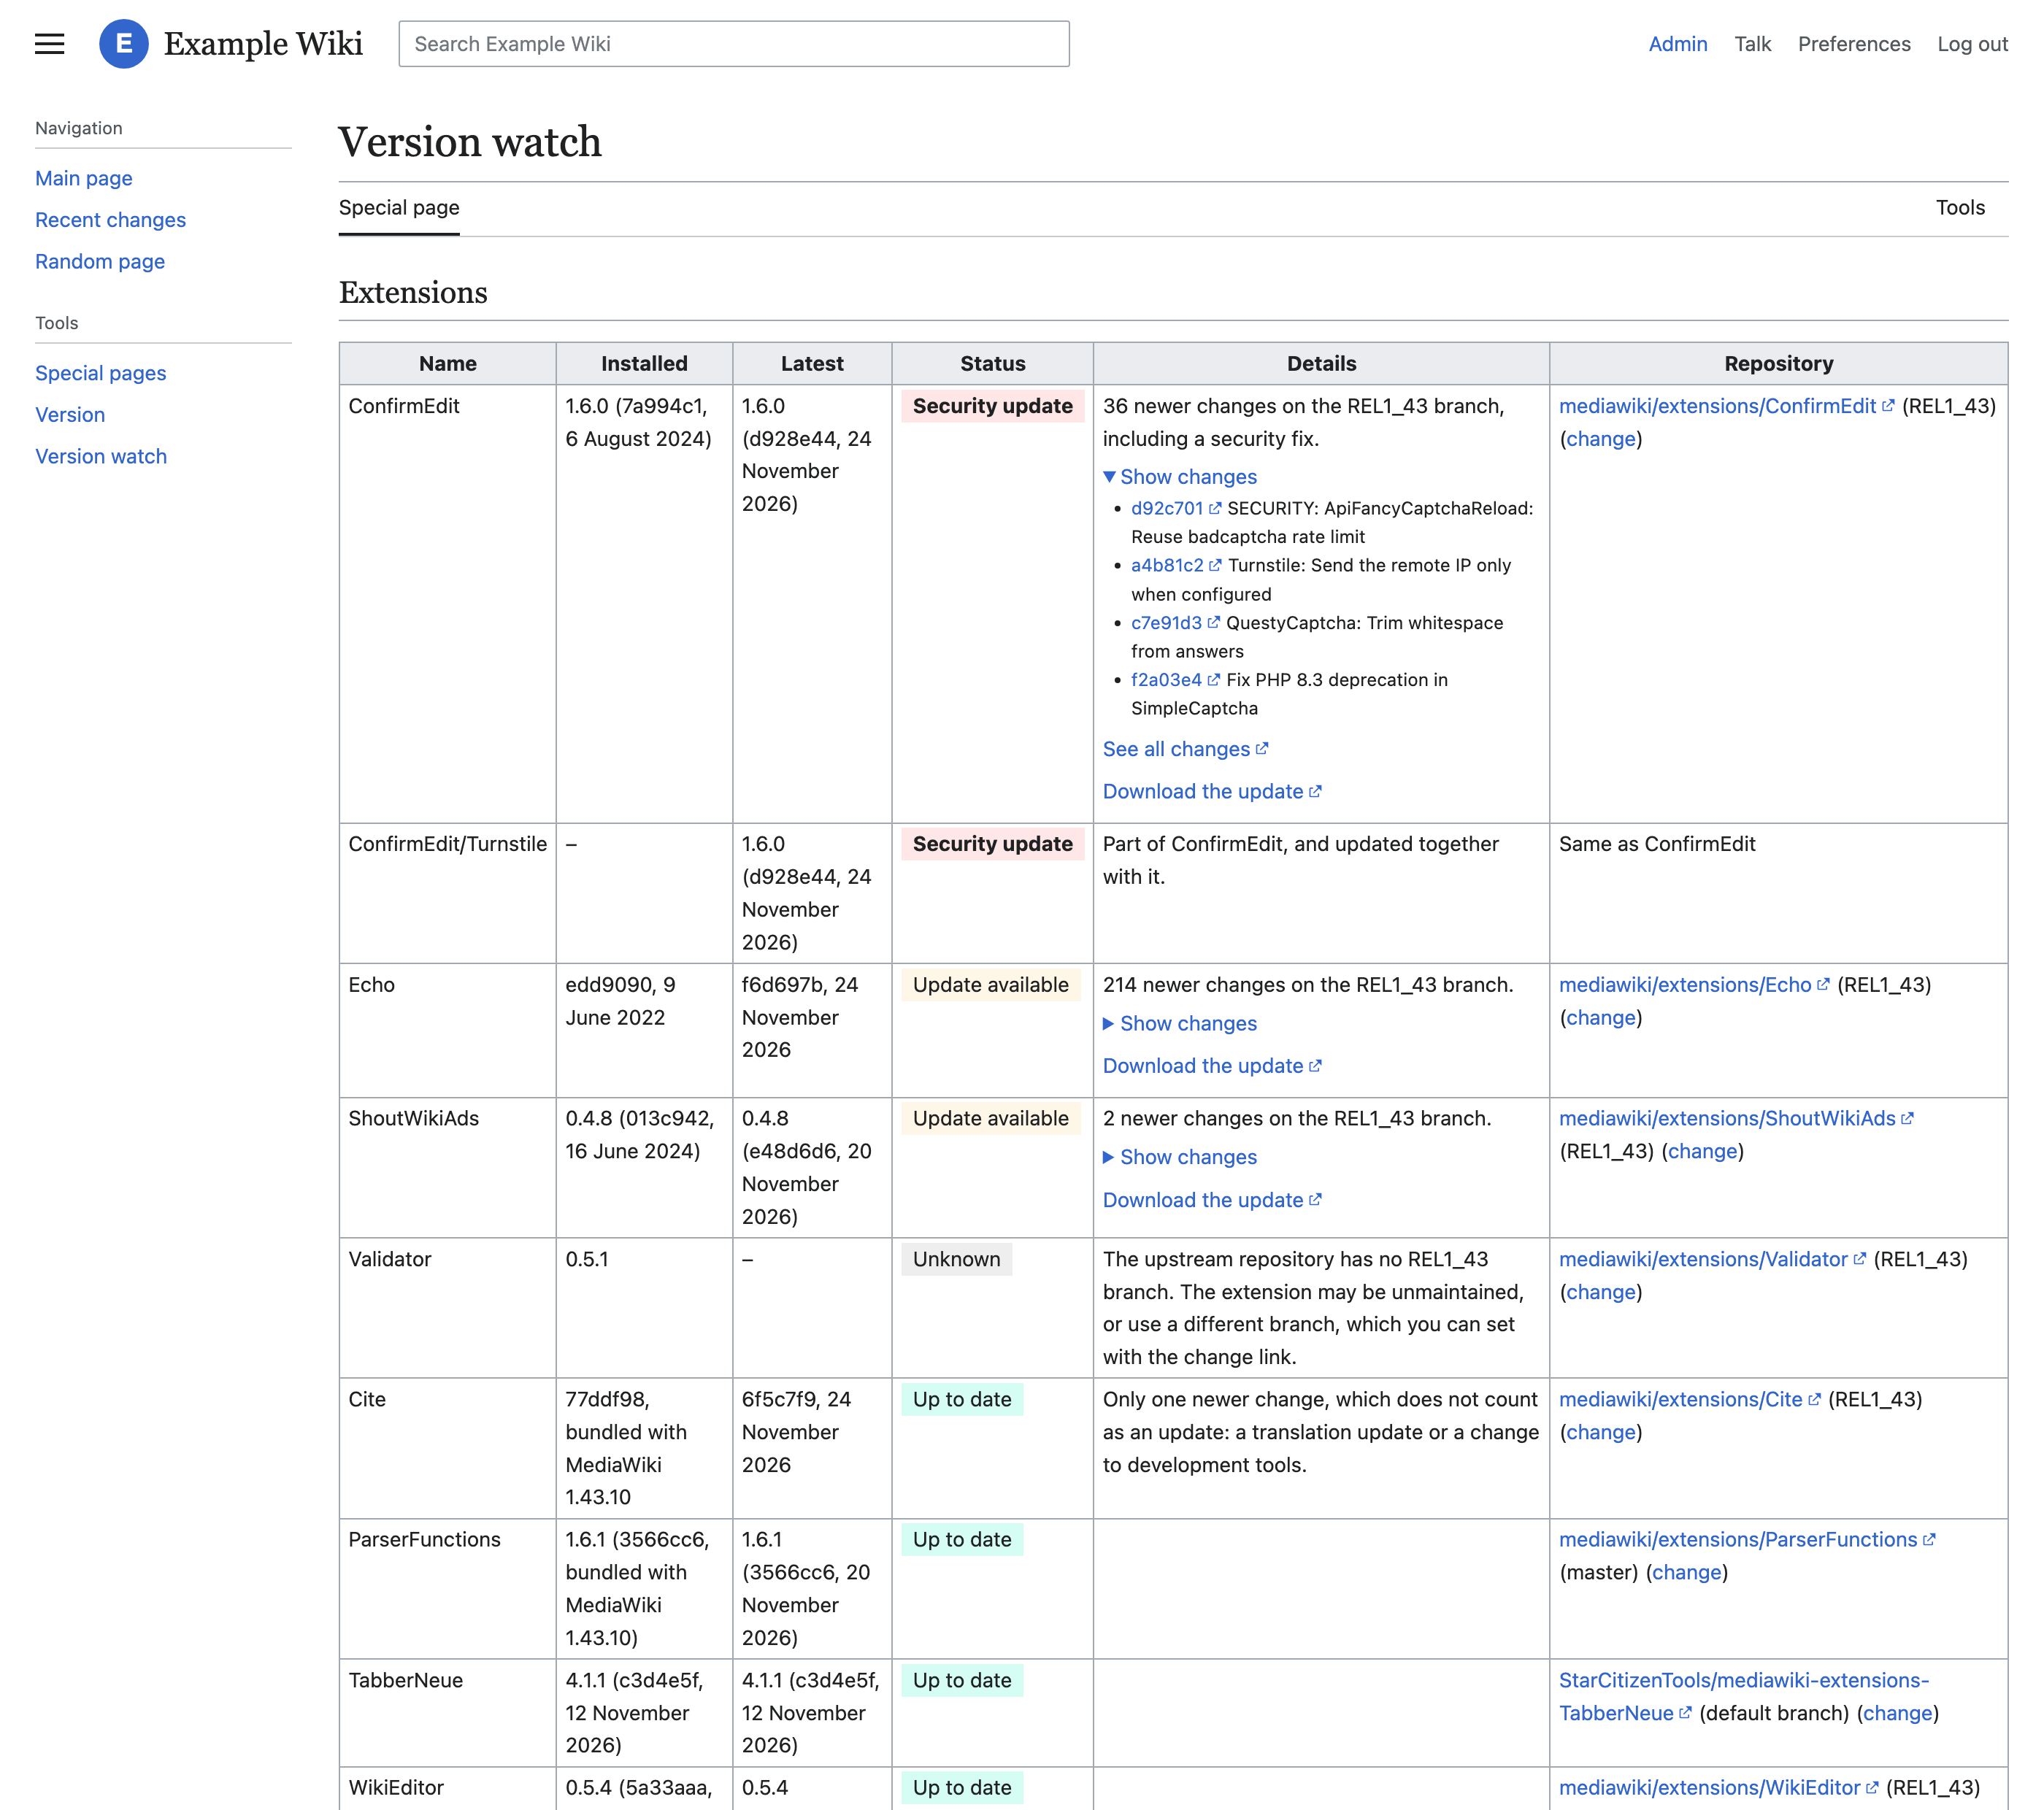 E Example Wiki
Search Example Wiki
Admin Talk Preferences Log out
Navigation
Main page
Recent changes
Random page
Tools
Special pages
Version
Version watch
Version watch
Special page
Tools
Extensions
Name Installed Latest Status Details Repository
ConfirmEdit
1.6.0 (7a994c1,
6 August 2024)
1.6.0
(d928e44, 24
November
2026)
Security update
36 newer changes on the REL1_43 branch,
including a security fix.
Show changes
d92c701 SECURITY: ApiFancyCaptchaReload:
Reuse badcaptcha rate limit
a4b81c2 Turnstile: Send the remote IP only
when configured
c7e91d3 QuestyCaptcha: Trim whitespace
from answers
f2a03e4 Fix PHP 8.3 deprecation in
SimpleCaptcha
See all changes
Download the update
mediawiki/extensions/ConfirmEdit (REL1_43)
(change)
ConfirmEdit/Turnstile
–
1.6.0
(d928e44, 24
November
2026)
Security update
Part of ConfirmEdit, and updated together
with it.
Same as ConfirmEdit
Echo
edd9090, 9
June 2022
f6d697b, 24
November
2026
Update available
214 newer changes on the REL1_43 branch.
Show changes
Download the update
mediawiki/extensions/Echo (REL1_43)
(change)
ShoutWikiAds
0.4.8 (013c942,
16 June 2024)
0.4.8
(e48d6d6, 20
November
2026)
Update available
2 newer changes on the REL1_43 branch.
Show changes
Download the update
mediawiki/extensions/ShoutWikiAds
(REL1_43) (change)
Validator
0.5.1
–
Unknown
The upstream repository has no REL1_43
branch. The extension may be unmaintained,
or use a different branch, which you can set
with the change link.
mediawiki/extensions/Validator (REL1_43)
(change)
Cite
77ddf98,
bundled with
MediaWiki
1.43.10
6f5c7f9, 24
November
2026
Up to date
Only one newer change, which does not count
as an update: a translation update or a change
to development tools.
mediawiki/extensions/Cite (REL1_43)
(change)
ParserFunctions
1.6.1 (3566cc6,
bundled with
MediaWiki
1.43.10)
1.6.1
(3566cc6, 20
November
2026)
Up to date
mediawiki/extensions/ParserFunctions
(master) (change)
TabberNeue
4.1.1 (c3d4e5f,
12 November
2026)
4.1.1 (c3d4e5f,
12 November
2026)
Up to date
StarCitizenTools/mediawiki-extensions-
TabberNeue (default branch) (change)
WikiEditor
0.5.4 (5a33aaa,
0.5.4
Up to date
mediawiki/extensions/WikiEditor (REL1_43)